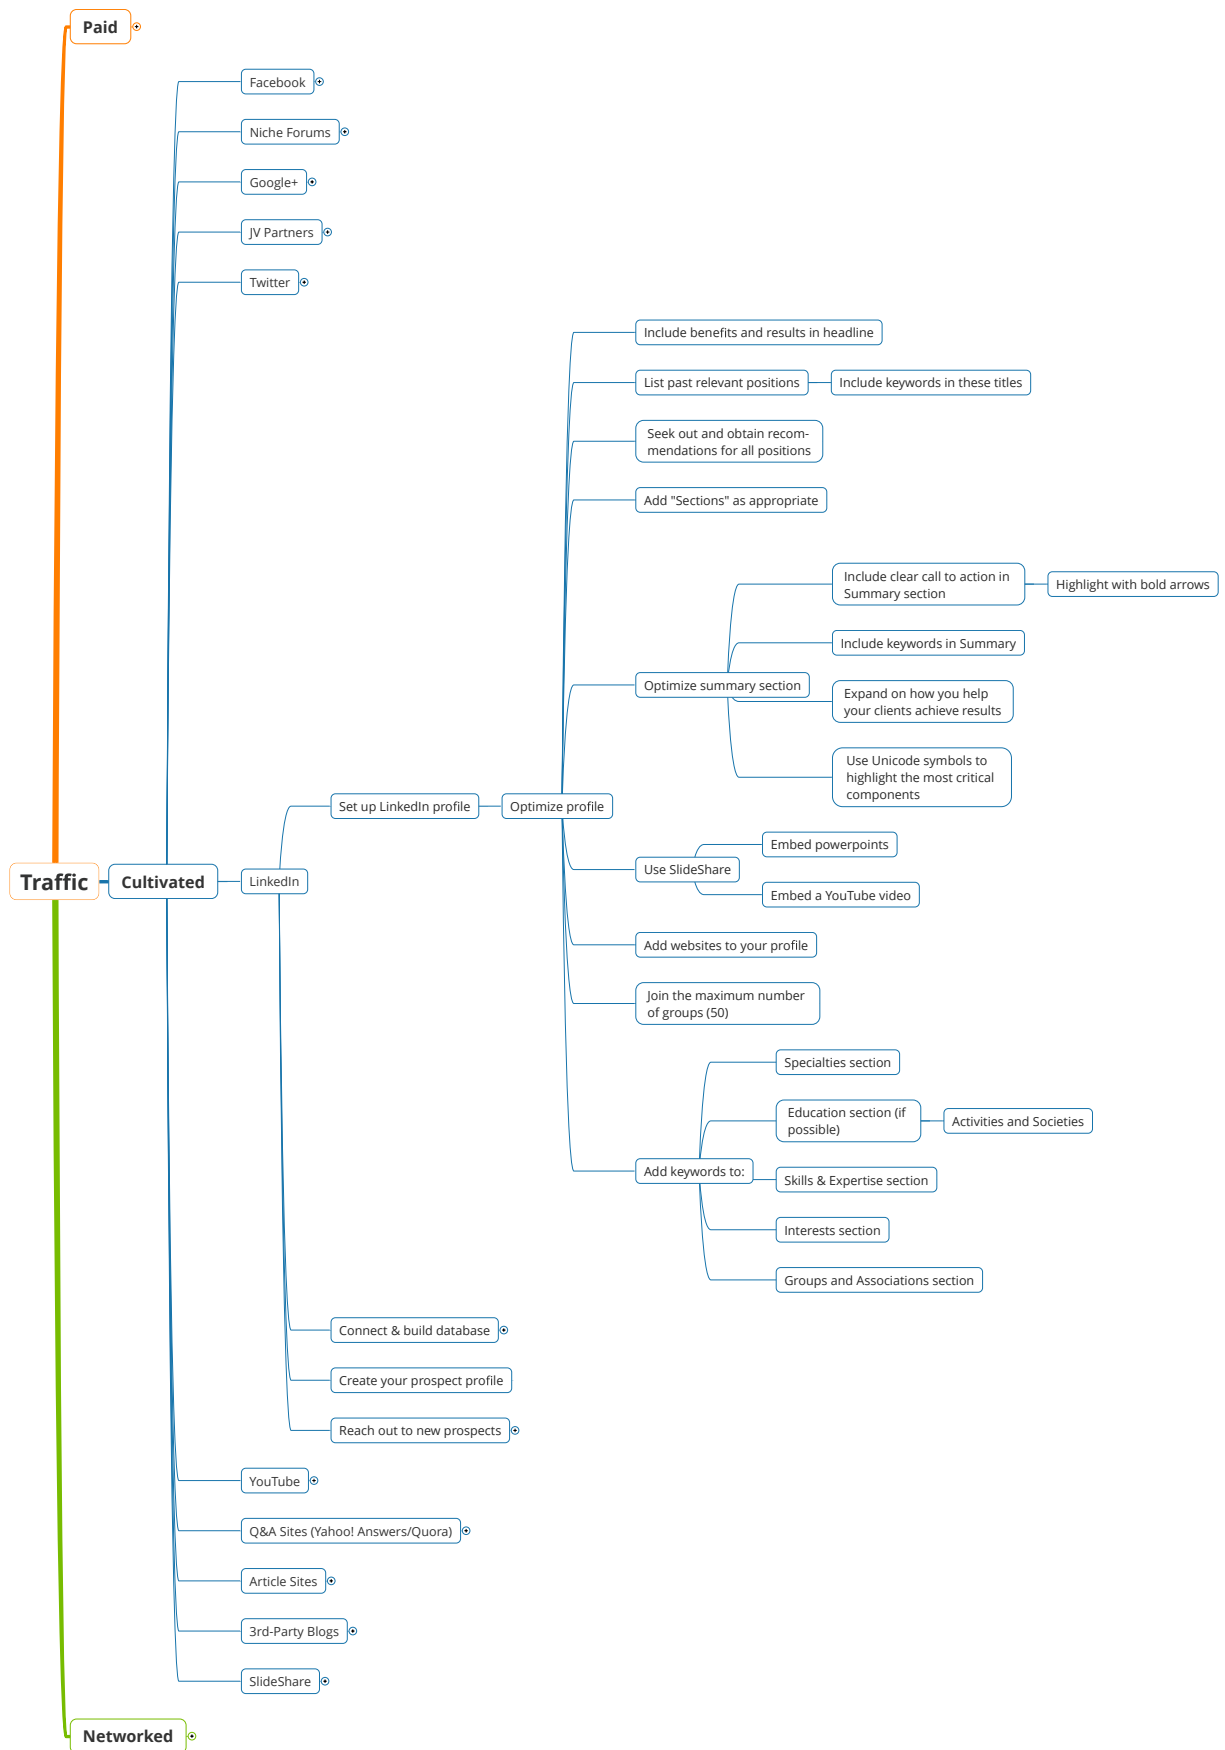 Paid
Facebook
Niche Forums
Google+
JV Partners
Twitter
Include benefits and results in headline
List past relevant positions
Include keywords in these titles
Seek out and obtain recom-
mendations for all positions
Add "Sections" as appropriate
Include clear call to action in
Summary section
Highlight with bold arrows
Include keywords in Summary
Optimize summary section
Expand on how you help
your clients achieve results
Use Unicode symbols to
highlight the most critical
components
Set up LinkedIn profile
Optimize profile
Embed powerpoints
Use SlideShare
Embed a YouTube video
Traffic
Cultivated
LinkedIn
Add websites to your profile
Join the maximum number
of groups (50)
Specialties section
Education section (if
possible)
Activities and Societies
Add keywords to:
Skills & Expertise section
Interests section
Groups and Associations section
Connect & build database
Create your prospect profile
Reach out to new prospects
YouTube
Q&A Sites (Yahoo! Answers/Quora)
Article Sites
3rd-Party Blogs
SlideShare
Networked